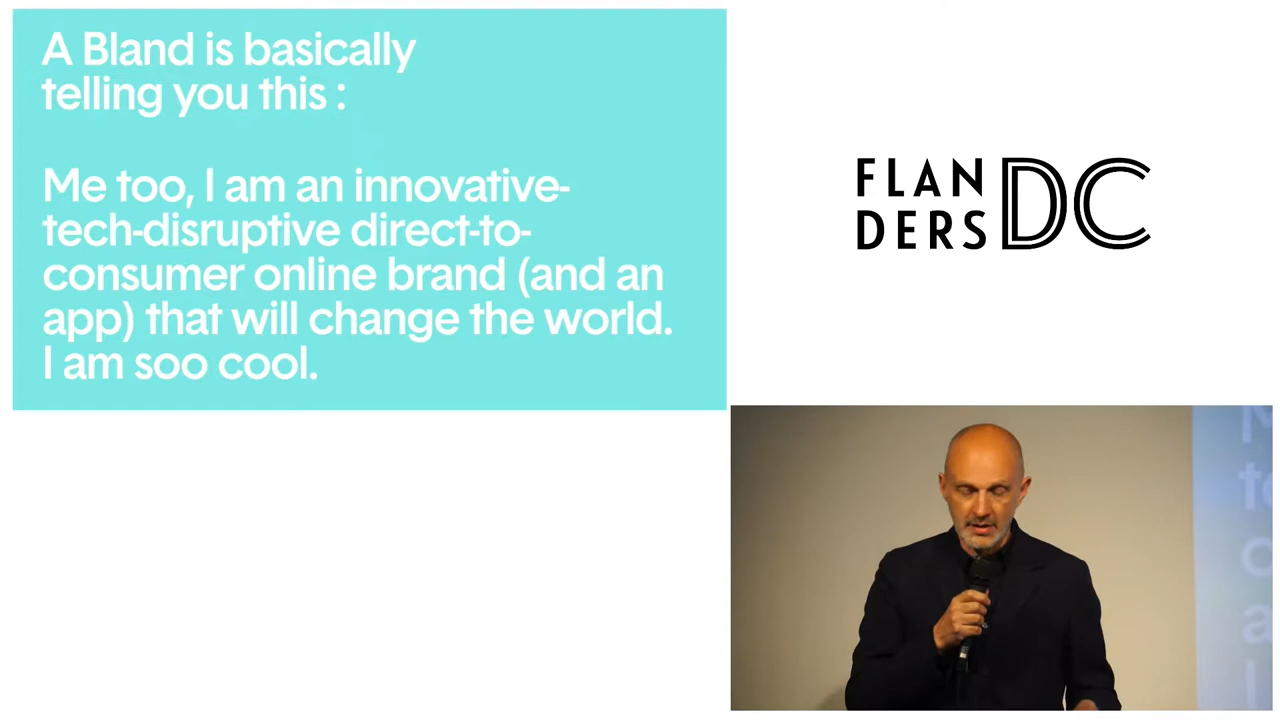 A Bland is basically
telling you this :
Me too, I am an innovative-
tech-disruptive direct-to-
consumer online brand (and an
app) that will change the world.
I am soo cool.
FLAN
DERS DC